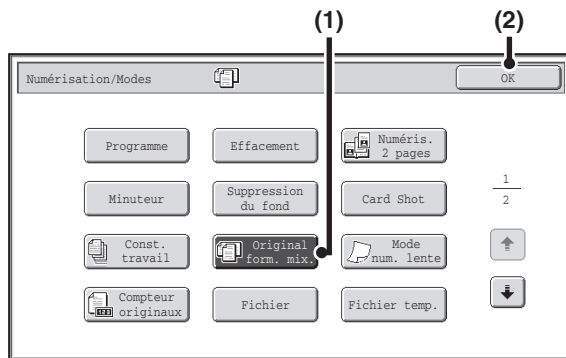 (1) (2)
Numérisation/Modes OK
Programme Effacement Numéris.
2 pages
Minuteur Suppression
du fond Card Shot
1
2
Const.
travail Original
form. mix. Mode
num. lente
Compteur
originaux Fichier Fichier temp.
123